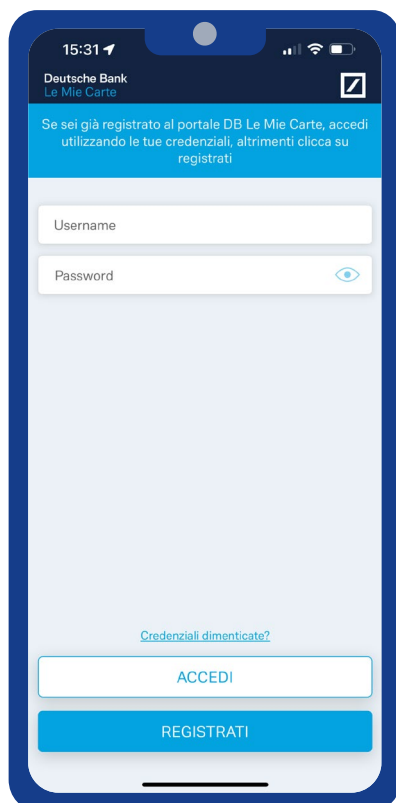 15:31
Deutsche Bank
Le Mie Carte
Se sei già registrato al portale DB Le Mie Carte, accedi
utilizzando le tue credenziali, altrimenti clicca su
registrati
Username
Password
Credenziali dimenticate?
ACCEDI
REGISTRATI